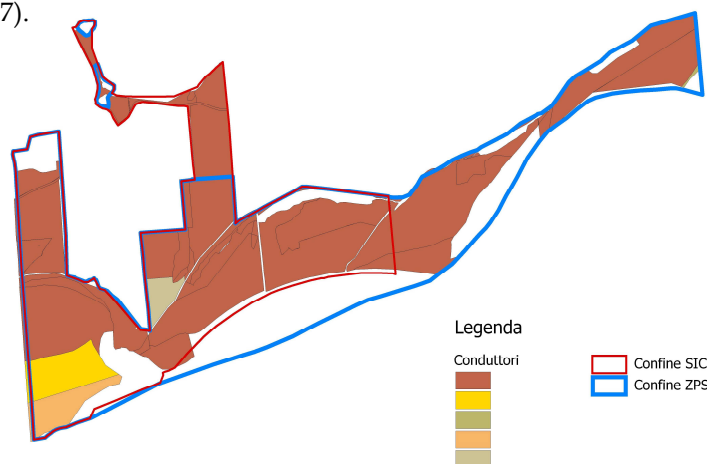 7).
Legenda
Conduttori
Confine SIC
Confine ZPS